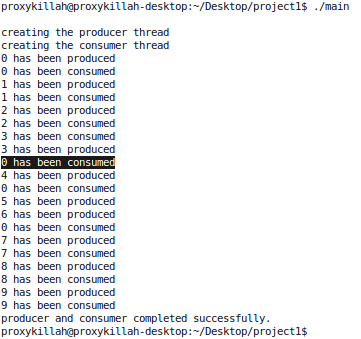 proxykillah@proxykillah-desktop:~/Desktop/project1$ ./main
creating the producer thread
creating the consumer thread
0 has been produced
0 has been consumed
1 has been produced
1 has been consumed
2 has been produced
2 has been consumed
3 has been consumed
3 has been produced
0 has been consumed
4 has been produced
0 has been consumed
5 has been produced
6 has been produced
0 has been consumed
7 has been produced
7 has been consumed
8 has been produced
8 has been consumed
9 has been produced
9 has been consumed
producer and consumer completed successfully.
proxykillah@proxykillah-desktop:~/Desktop/project1$